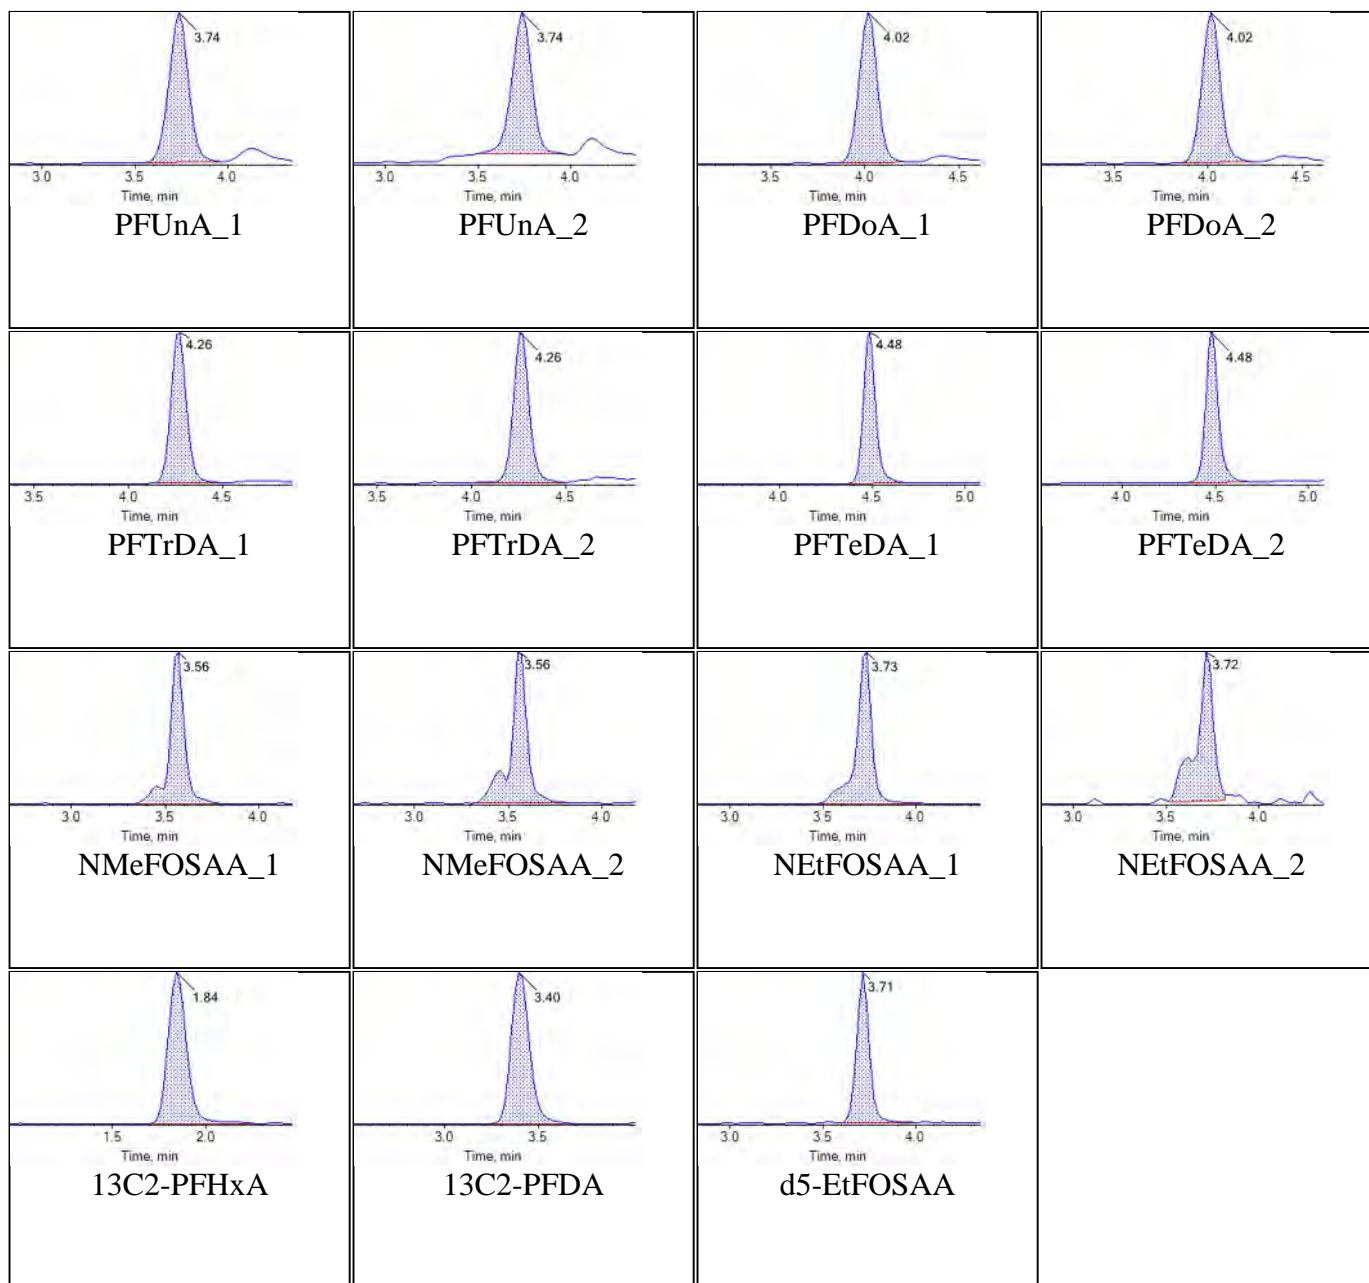 3.74
3.0 4.0
Time, min
PFUnA_1
3.74
3.0 3.5 4.0
Time, min
PFUnA_2
4.02
3.5 4.0 4.5
Time, min
PFDoA_1
4.02
3.5 4.0 4.5
Time, min
PFDoA_2
4.26
3.5 4.0 4.5
Time, min
PFTrDA_1
4.26
3.5 4.0 4.5
Time, min
PFTrDA_2
4.48
4.0 4.5 5.0
Time, min
PFTeDA_1
4.48
4.0 4.5 5.0
Time, min
PFTeDA_2
3.56
3.0 3.5 4.0
Time, min
NMeFOSAA_1
3.56
3.0 3.5 4.0
Time, min
NMeFOSAA_2
3.73
3.0 3.5 4.0
Time, min
NEtFOSAA_1
3.72
3.0 3.5 4.0
Time, min
NEtFOSAA_2
1.84
1.5 2.0
Time, min
13C2-PFHxA
3.40
3.0 3.5
Time, min
13C2-PFDA
3.71
3.0 3.5 4.0
Time, min
d5-EtFOSAA